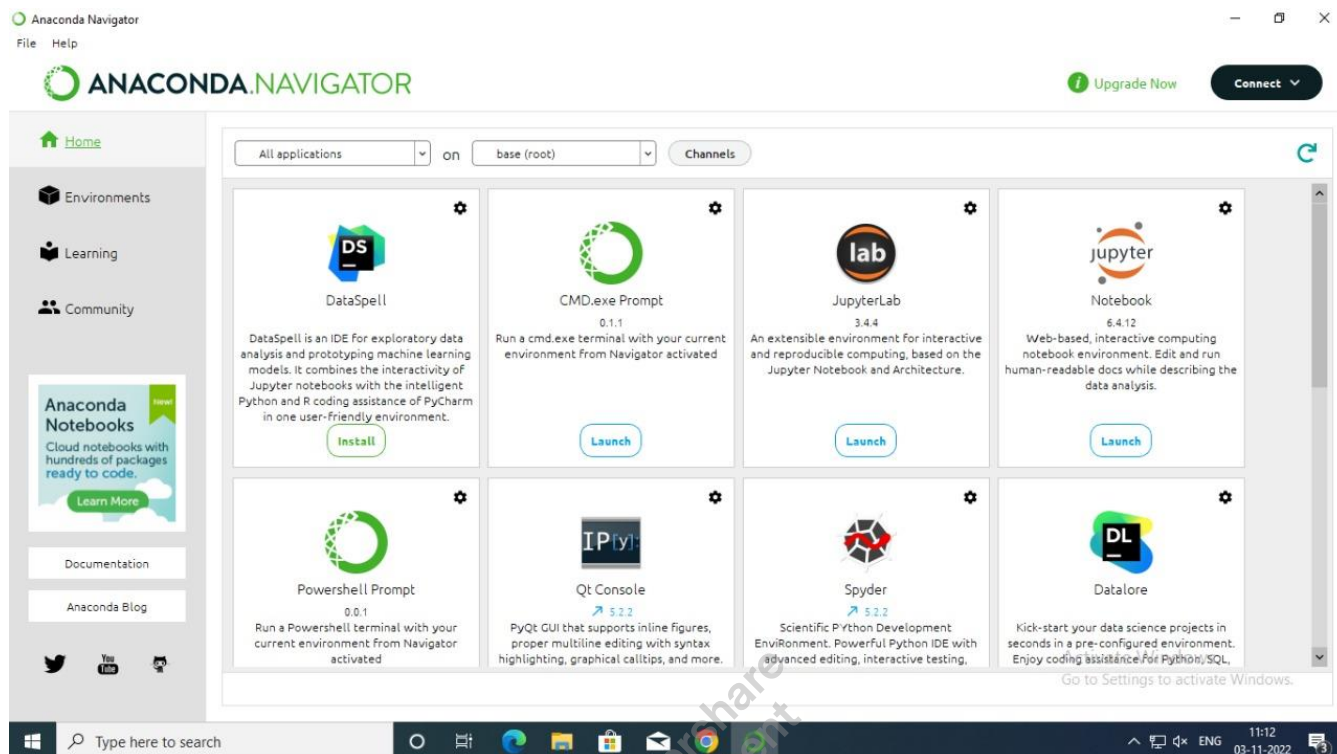 Anaconda Navigator
File Help
ANACONDA.NAVIGATOR
i Upgrade Now
Connect
Home
Environments
Learning
Community
Anaconda
Notebooks
New!
Cloud notebooks with
hundreds of packages
ready to code.
Learn More
Documentation
Anaconda Blog
You
Tube
All applications on base (root) Channels
DS
DataSpell
DataSpell is an IDE for exploratory data
analysis and prototyping machine learning
models. It combines the interactivity of
Jupyter notebooks with the intelligent
Python and R coding assistance of PyCharm
in one user-friendly environment.
Install
CMD.exe Prompt
0.1.1
Run a cmd.exe terminal with your current
environment from Navigator activated
Launch
lab
JupyterLab
3.4.4
An extensible environment for interactive
and reproducible computing, based on the
Jupyter Notebook and Architecture.
Launch
jupyter
Notebook
6.4.12
Web-based, interactive computing
notebook environment. Edit and run
human-readable docs while describing the
data analysis.
Launch
Powershell Prompt
0.0.1
Run a Powershell terminal with your
current environment from Navigator
activated
IP[y]:
Qt Console
5.2.2
PyQt GUI that supports inline figures,
proper multiline editing with syntax
highlighting, graphical calltips, and more.
Spyder
5.2.2
Scientific PYthon Development
EnviRonment. Powerful Python IDE with
advanced editing, interactive testing,
DL
Datalore
Kick-start your data science projects in
seconds in a pre-configured environment.
Enjoy coding assistance for Python, SQL,
Activate Windows
Go to Settings to activate Windows.
Type here to search
ENG
11:12
03-11-2022